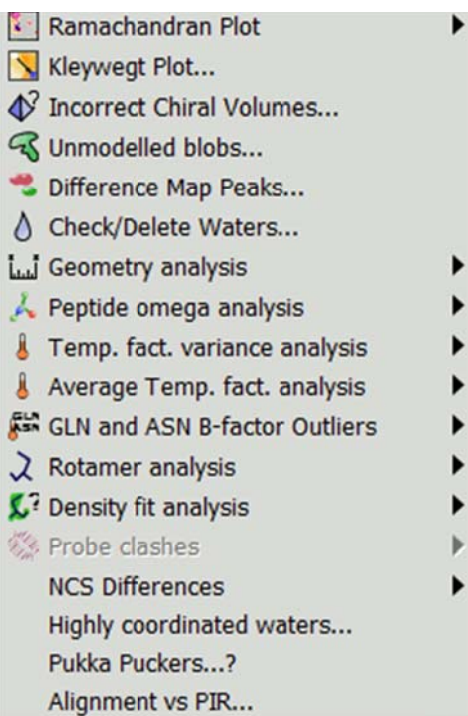 Ramachandran Plot
Kleywegt Plot...
Incorrect Chiral Volumes...
Unmodelled blobs...
Difference Map Peaks...
Check/Delete Waters...
Geometry analysis
Peptide omega analysis
Temp. fact. variance analysis
Average Temp. fact. analysis
GLN and ASN B-factor Outliers
Rotamer analysis
Density fit analysis
Probe clashes
NCS Differences
Highly coordinated waters...
Pukka Puckers...?
Alignment vs PIR...